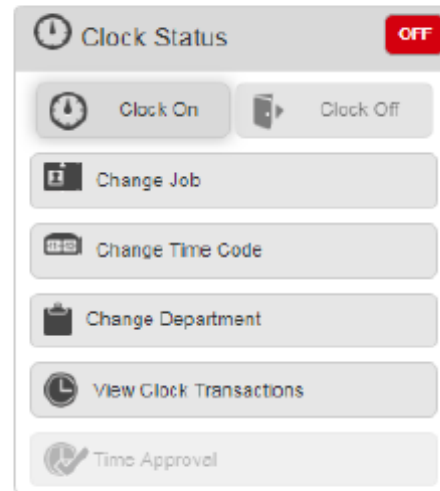 Clock Status OFF
Clock On Clock Off
Change Job
Change Time Code
Change Department
View Clock Transactions
Time Approval